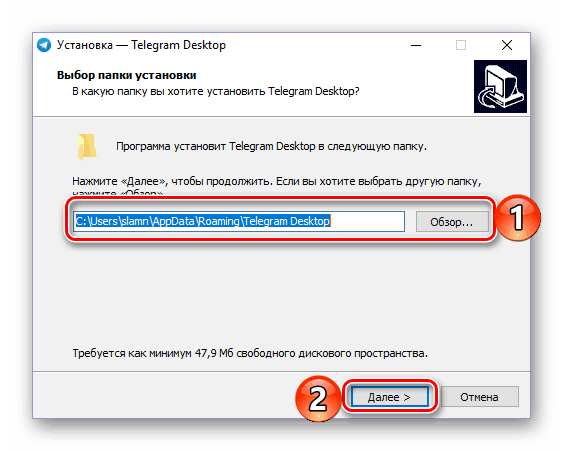 Установка — Telegram Desktop
Выбор папки установки
В какую папку вы хотите установить Telegram Desktop?
Программа установит Telegram Desktop в следующую папку.
Нажмите «Далее», чтобы продолжить. Если вы хотите выбрать другую папку,
нажмите «Обзор».
C:\Users\slamn\AppData\Roaming\Telegram Desktop
Обзор...
1
Требуется как минимум 47,9 Мб свободного дискового пространства.
2
Далее >
Отмена